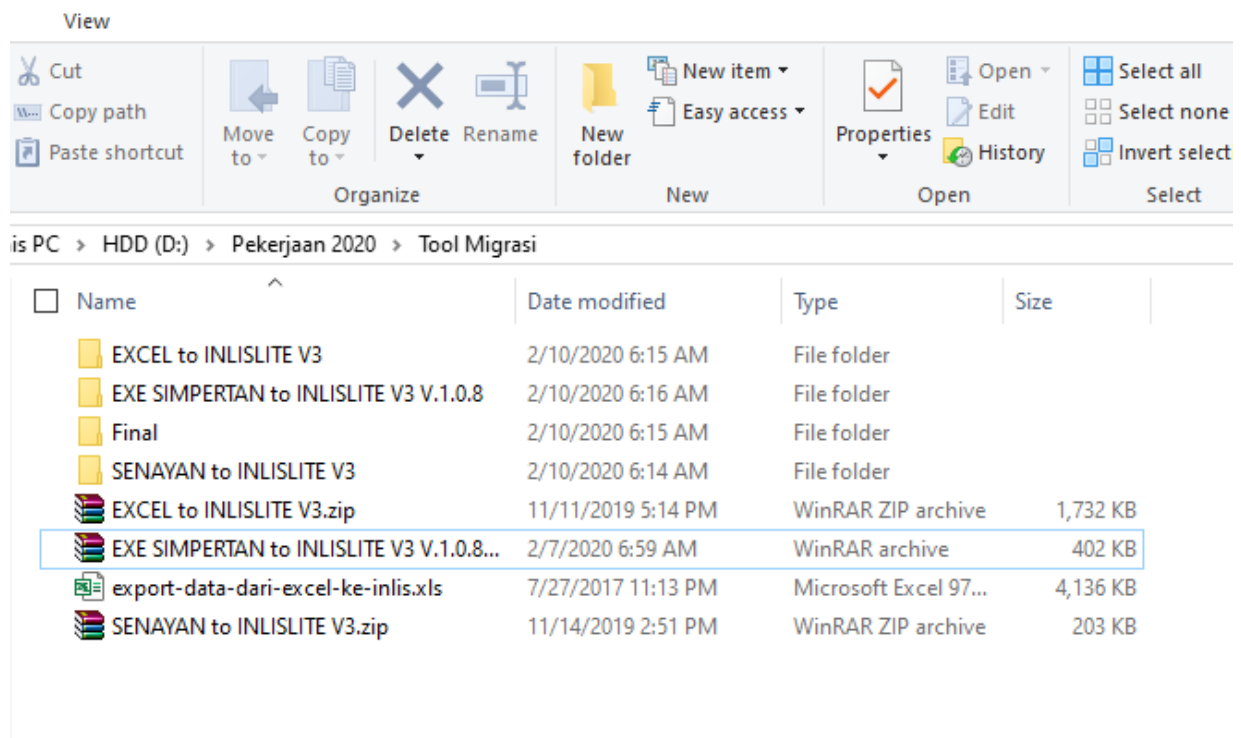 View
Cut
Copy path
Paste shortcut
Move to
Copy to
Delete
Rename
Organize
New folder
New item
Easy access
New
Properties
Open
Edit
History
Open
Select all
Select none
Invert select
Select
is PC > HDD (D:) > Pekerjaan 2020 > Tool Migrasi
Name Date modified Type Size
EXCEL to INLISLITE V3 2/10/2020 6:15 AM File folder
EXE SIMPERTAN to INLISLITE V3 V.1.0.8 2/10/2020 6:16 AM File folder
Final 2/10/2020 6:15 AM File folder
SENAYAN to INLISLITE V3 2/10/2020 6:14 AM File folder
EXCEL to INLISLITE V3.zip 11/11/2019 5:14 PM WinRAR ZIP archive 1,732 KB
EXE SIMPERTAN to INLISLITE V3 V.1.0.8... 2/7/2020 6:59 AM WinRAR archive 402 KB
export-data-dari-excel-ke-inlis.xls 7/27/2017 11:13 PM Microsoft Excel 97... 4,136 KB
SENAYAN to INLISLITE V3.zip 11/14/2019 2:51 PM WinRAR ZIP archive 203 KB